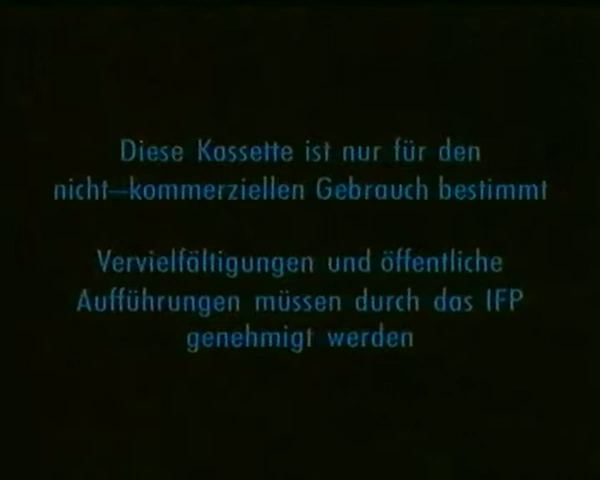 Diese Kassette ist nur für den
nicht–kommerziellen Gebrauch bestimmt
Vervielfältigungen und öffentliche
Aufführungen müssen durch das IFP
genehmigt werden